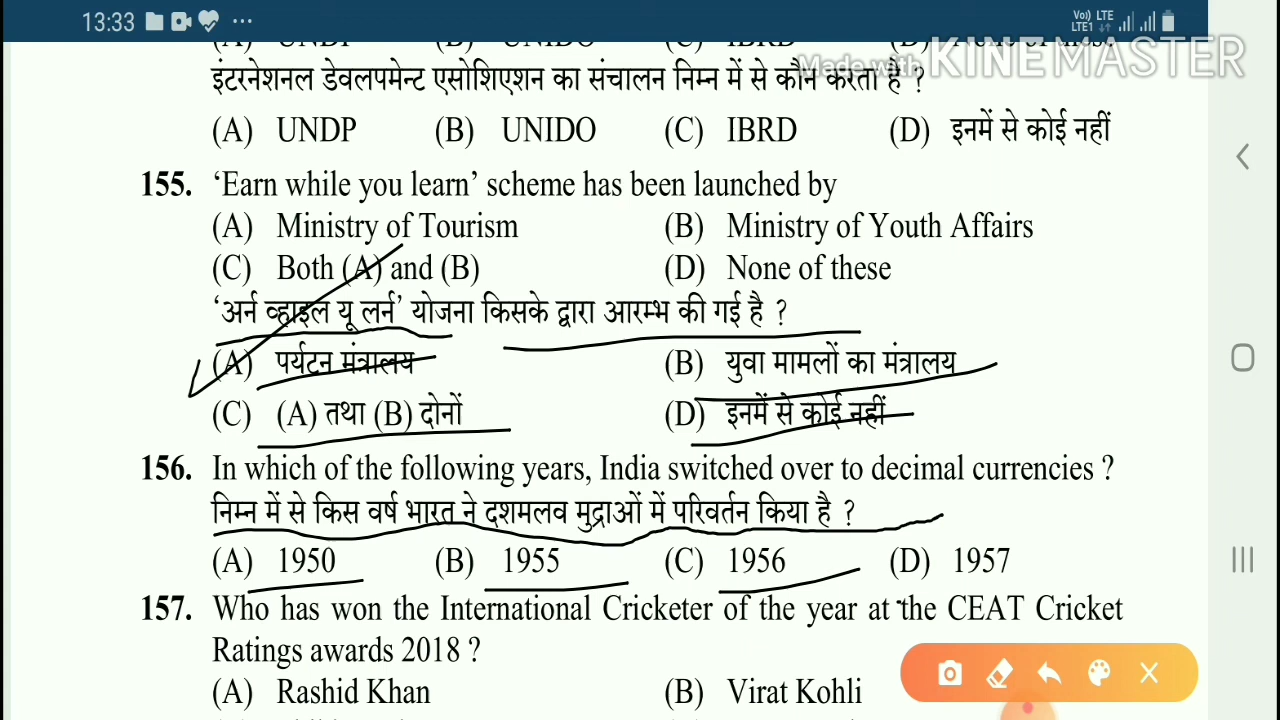 13:33 Vo) LTE LTE1
Made with KINEMASTER
इंटरनेशनल डेवलपमेन्ट एसोशिएशन का संचालन निम्न में से कौन करता है ?
(A) UNDP (B) UNIDO (C) IBRD (D) इनमें से कोई नहीं
155. ‘Earn while you learn’ scheme has been launched by
(A) Ministry of Tourism (B) Ministry of Youth Affairs
(C) Both (A) and (B) (D) None of these
‘अर्न व्हाइल यू लर्न’ योजना किसके द्वारा आरम्भ की गई है ?
(A) पर्यटन मंत्रालय (B) युवा मामलों का मंत्रालय
(C) (A) तथा (B) दोनों (D) इनमें से कोई नहीं
156. In which of the following years, India switched over to decimal currencies ?
निम्न में से किस वर्ष भारत ने दशमलव मुद्राओं में परिवर्तन किया है ?
(A) 1950 (B) 1955 (C) 1956 (D) 1957
157. Who has won the International Cricketer of the year at the CEAT Cricket
Ratings awards 2018 ?
(A) Rashid Khan (B) Virat Kohli